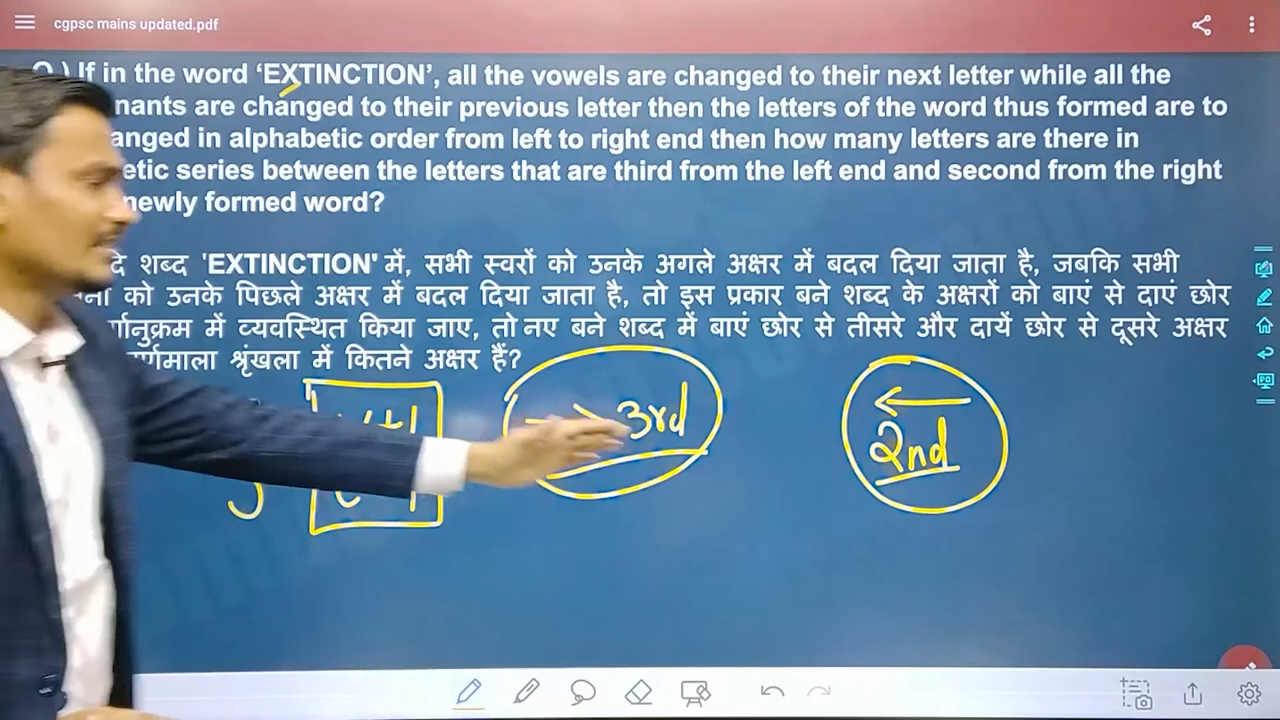 cgpsc mains updated.pdf
If in the word ‘EXTINCTION’, all the vowels are changed to their next letter while all the
are changed to their previous letter then the letters of the word thus formed are to
in alphabetic order from left to right end then how many letters are there in
series between the letters that are third from the left end and second from the right
newly formed word?
शब्द 'EXTINCTION' में, सभी स्वरों को उनके अगले अक्षर में बदल दिया जाता है, जबकि सभी
को उनके पिछले अक्षर में बदल दिया जाता है, तो इस प्रकार बने शब्द के अक्षरों को बाएं से दाएं छोर
में व्यवस्थित किया जाए, तो नए बने शब्द में बाएं छोर से तीसरे और दायें छोर से दूसरे अक्षर
श्रृंखला में कितने अक्षर हैं?
3rd
2nd